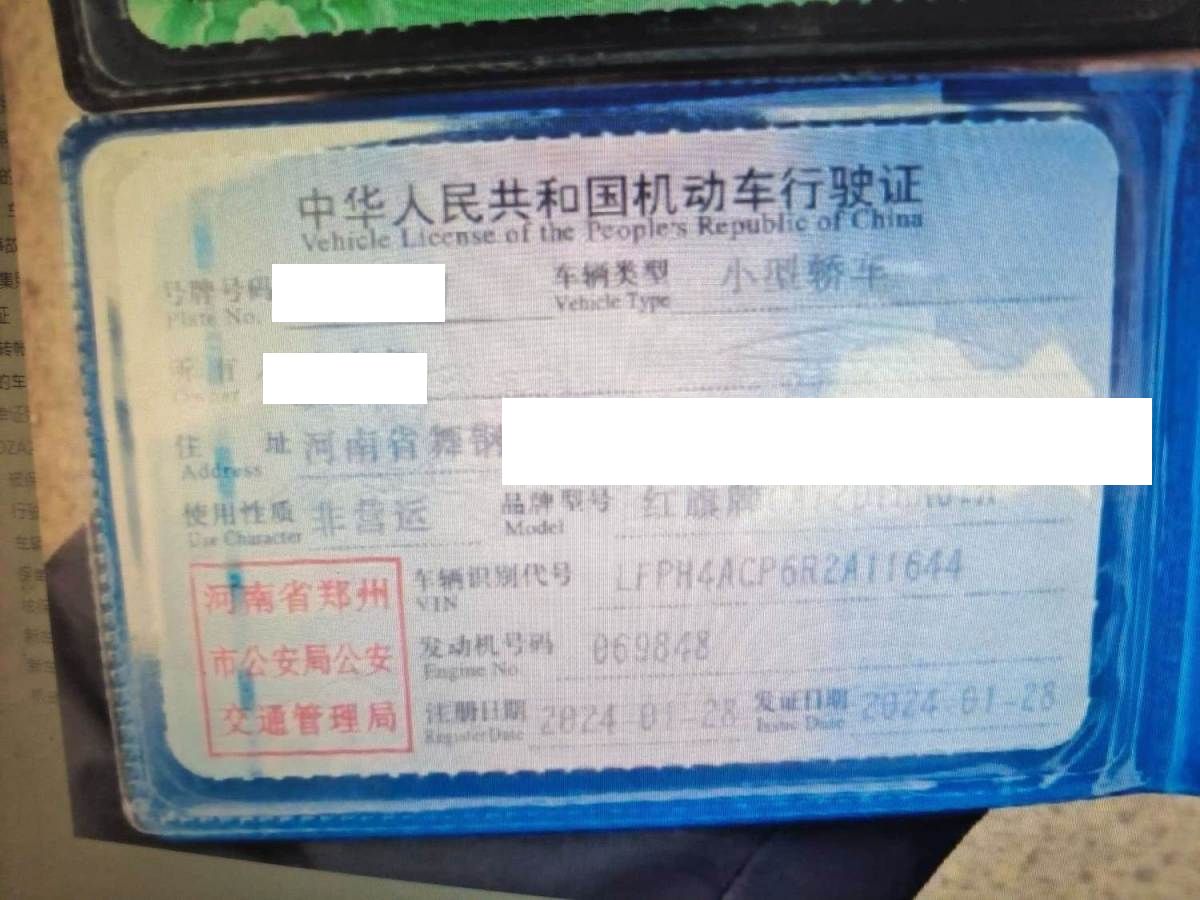 中华人民共和国机动车行驶证
Vehicle License of the People's Republic of China
号牌号码 车辆类型 小型轿车
Plate No. Vehicle Type
所有人
Owner
住 址 河南省舞钢
Address
使用性质 非营运 品牌型号 红旗牌
Use Character Model
河南省郑州
市公安局公安
交通管理局
车辆识别代号 LFPH4ACP6R2A11644
VIN
发动机号码 069848
Engine No.
注册日期 2024-01-28 发证日期 2024-01-28
Register Date Issue Date